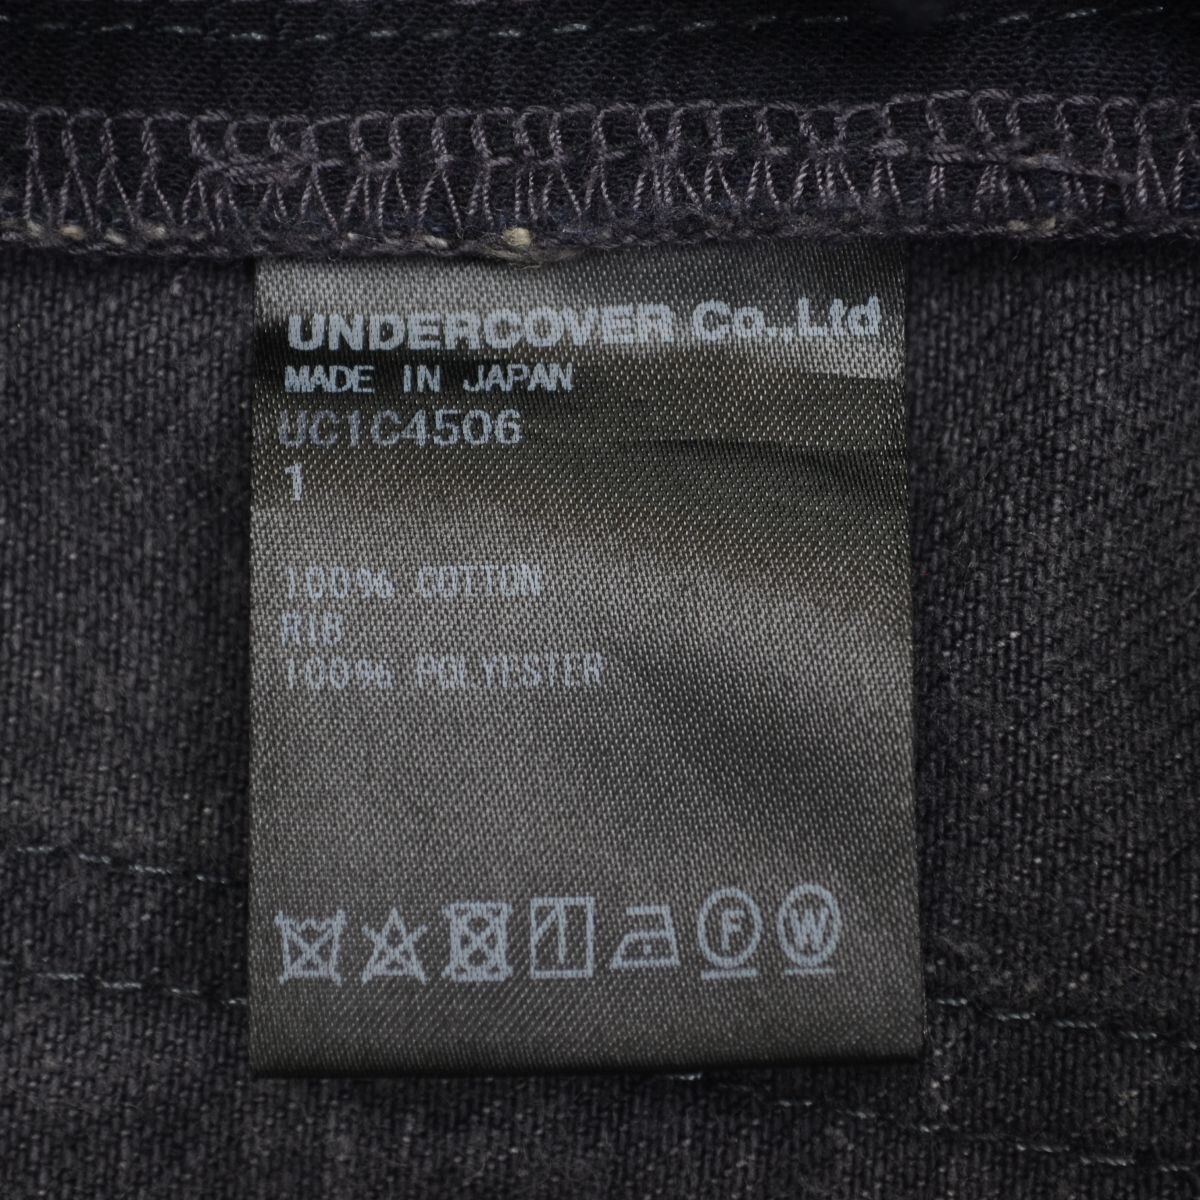 UNDERCOVER Co.,Ltd
MADE IN JAPAN
UC1C4506
1
100% COTTON
RIB
100% POLYESTER
F W